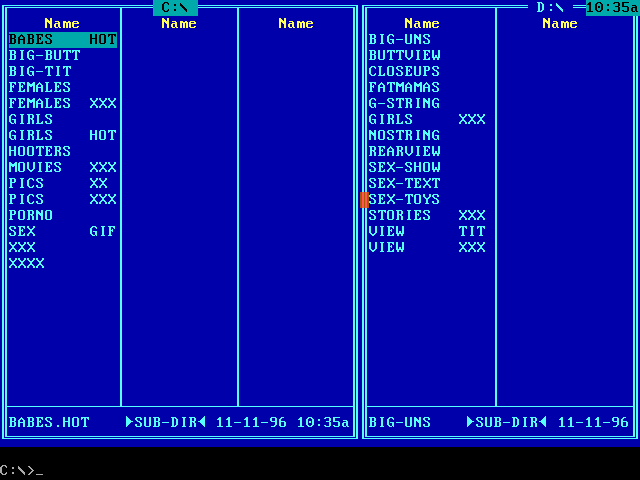 C:\ D:\ 10:35a
Name Name Name Name Name
BABES HOT BIG-UNS
BIG-BUTT BUTTVIEW
BIG-TIT CLOSEUPS
FEMALES FATMAMAS
FEMALES XXX G-STRING
GIRLS GIRLS XXX
GIRLS HOT NOSTRING
HOOTERS REARVIEW
MOVIES XXX SEX-SHOW
PICS XX SEX-TEXT
PICS XXX SEX-TOYS
PORNO STORIES XXX
SEX GIF VIEW TIT
XXX VIEW XXX
XXXX
BABES.HOT ►SUB-DIR◄ 11-11-96 10:35a BIG-UNS ►SUB-DIR◄ 11-11-96
C:\>_